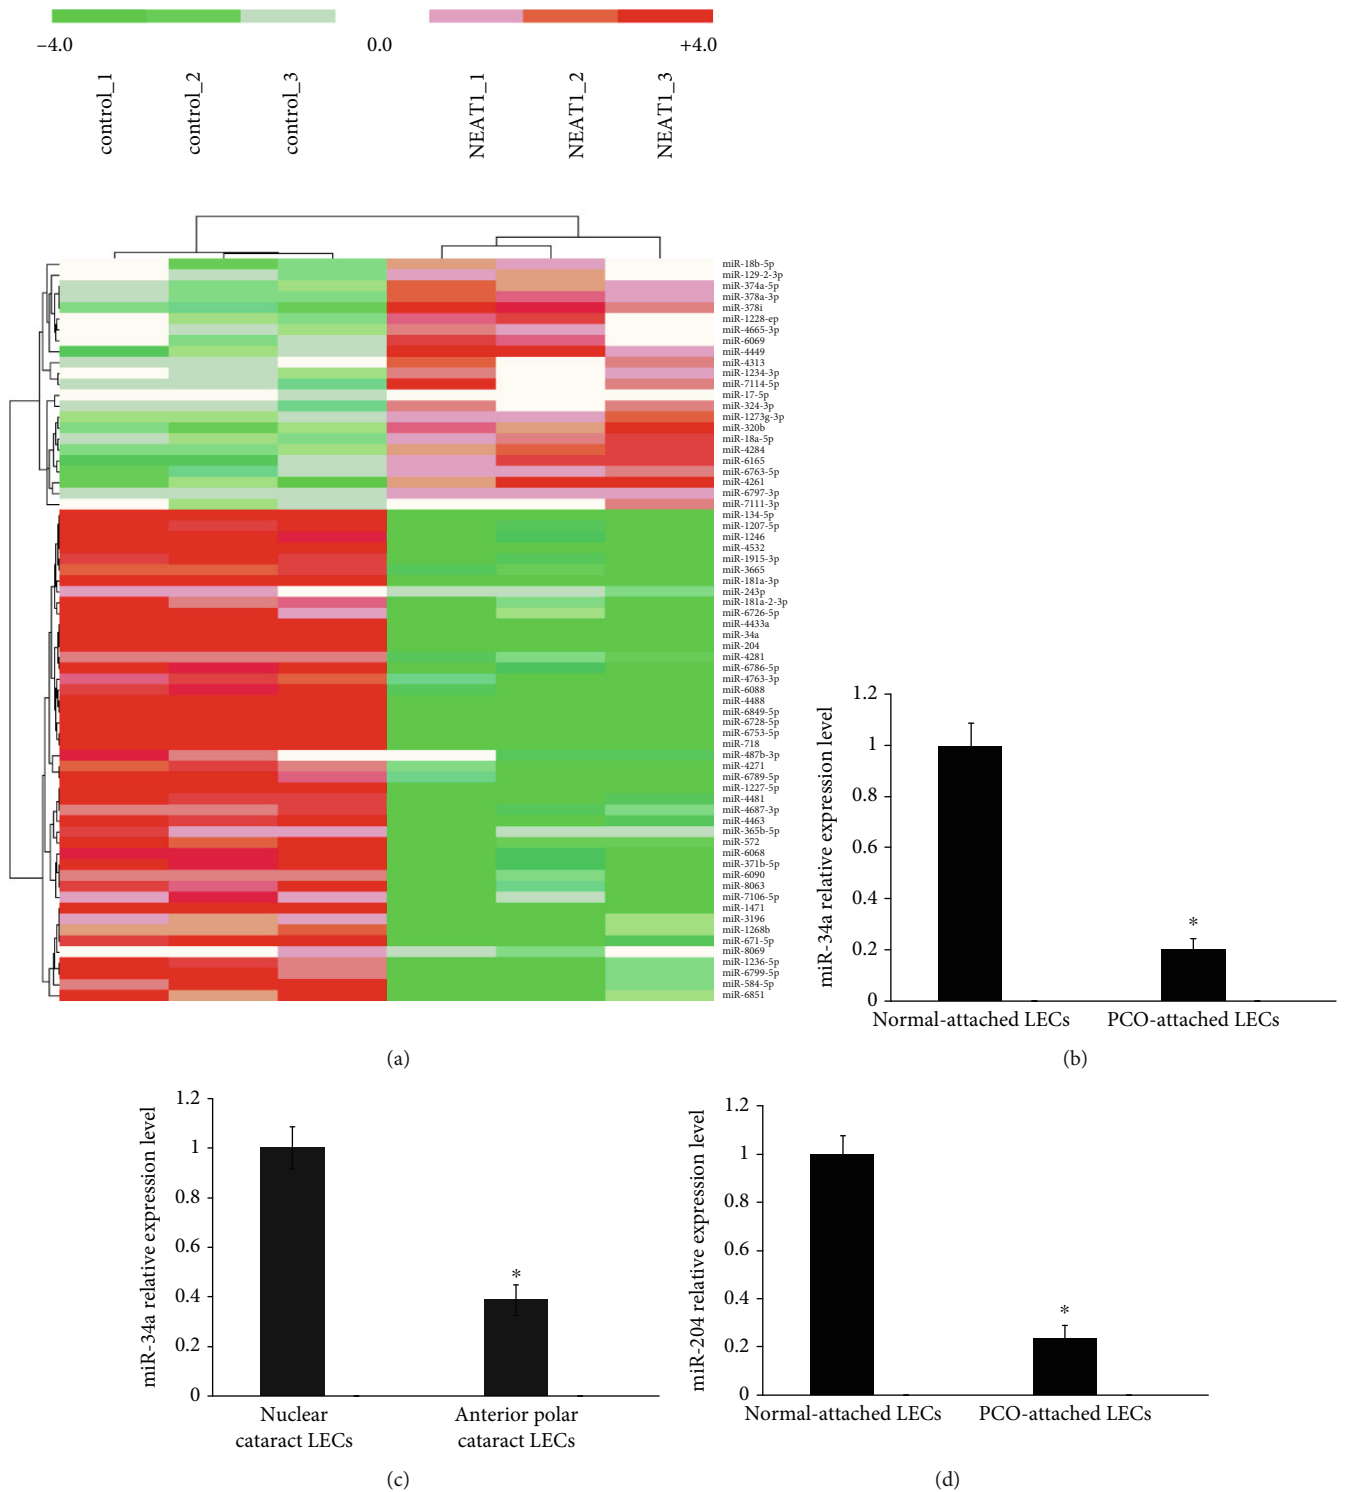 −4.0 0.0 +4.0
control_1
control_2
control_3
NEAT1_1
NEAT1_2
NEAT1_3
miR-18b-5p
miR-129-2-3p
miR-374a-5p
miR-378a-3p
miR-378i
miR-1228-ep
miR-4665-3p
miR-6069
miR-4449
miR-4313
miR-1234-3p
miR-7114-5p
miR-17-5p
miR-324-3p
miR-1273g-3p
miR-320b
miR-18a-5p
miR-4284
miR-6165
miR-6763-5p
miR-4261
miR-6797-3p
miR-7111-3p
miR-134-5p
miR-1207-5p
miR-1246
miR-4532
miR-1915-3p
miR-3665
miR-181a-3p
miR-243p
miR-181a-2-3p
miR-6726-5p
miR-4433a
miR-34a
miR-204
miR-4281
miR-6786-5p
miR-4763-3p
miR-6088
miR-4488
miR-6849-5p
miR-6728-5p
miR-6753-5p
miR-718
miR-487b-3p
miR-4271
miR-6789-5p
miR-1227-5p
miR-4481
miR-4687-3p
miR-4463
miR-365b-5p
miR-572
miR-6068
miR-371b-5p
miR-6090
miR-8063
miR-7106-5p
miR-1471
miR-3196
miR-1268b
miR-671-5p
miR-8069
miR-1236-5p
miR-6799-5p
miR-584-5p
miR-6851
(a)
miR-34a relative expression level
1.2
1
0.8
0.6
0.4
0.2
0
*
Normal-attached LECs PCO-attached LECs
(b)
miR-34a relative expression level
1.2
1
0.8
0.6
0.4
0.2
0
*
Nuclear
cataract LECs
Anterior polar
cataract LECs
(c)
miR-204 relative expression level
1.2
1
0.8
0.6
0.4
0.2
0
*
Normal-attached LECs PCO-attached LECs
(d)